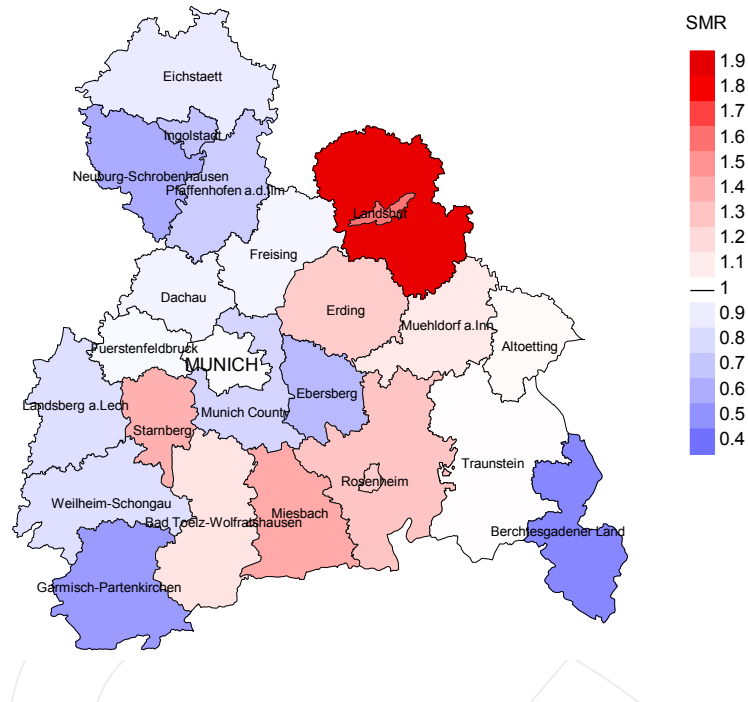 SMR
1.9
1.8
1.7
1.6
1.5
1.4
1.3
1.2
1.1
1
0.9
0.8
0.7
0.6
0.5
0.4
Eichstaett
Ingolstadt
Neuburg-Schrobenhausen
Pfaffenhofen a.d.Ilm
Landshut
Freising
Dachau
Erding
Muehldorf a.Inn
Altoetting
Fuerstenfeldbruck
MUNICH
Ebersberg
Landsberg a.Lech
Munich County
Starnberg
Traunstein
Rosenheim
Weilheim-Schongau
Miesbach
Bad Toelz-Wolfratshausen
Berchtesgadener Land
Garmisch-Partenkirchen